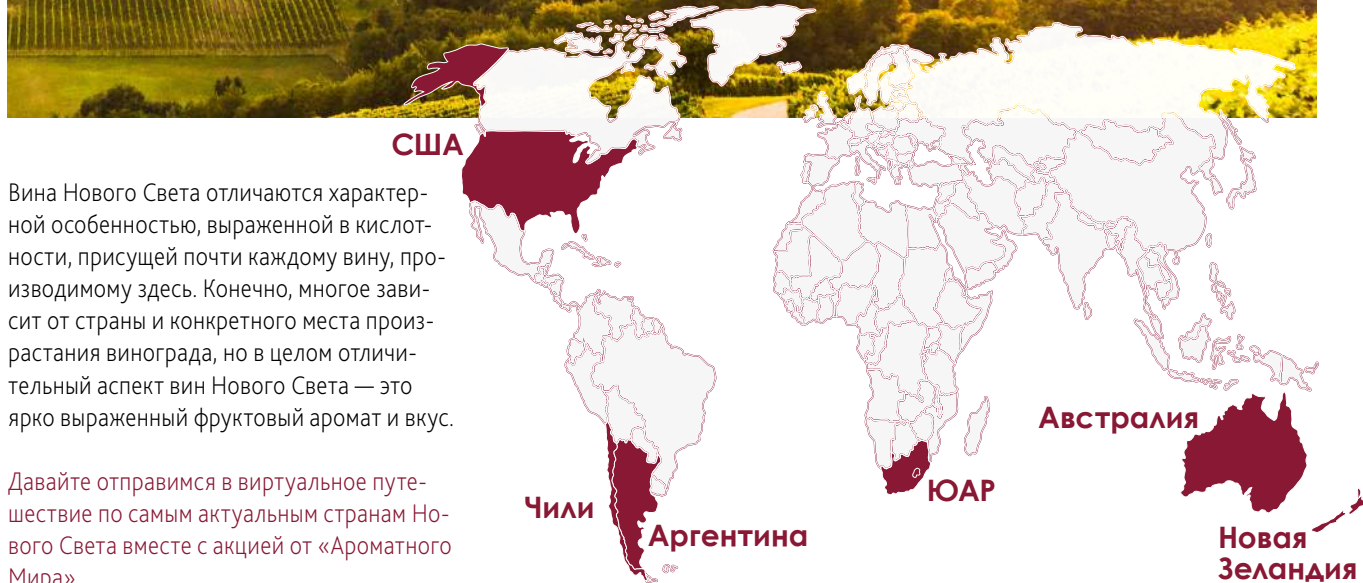 США
Вина Нового Света отличаются характер-
ной особенностью, выраженной в кислот-
ности, присущей почти каждому вину, про-
изводимому здесь. Конечно, многое зави-
сит от страны и конкретного места произ-
растания винограда, но в целом отличи-
тельный аспект вин Нового Света — это
ярко выраженный фруктовый аромат и вкус.
Давайте отправимся в виртуальное путе-
шествие по самым актуальным странам Но-
вого Света вместе с акцией от «Ароматного
Мира»
Чили
Аргентина
ЮАР
Австралия
Новая
Зеландия